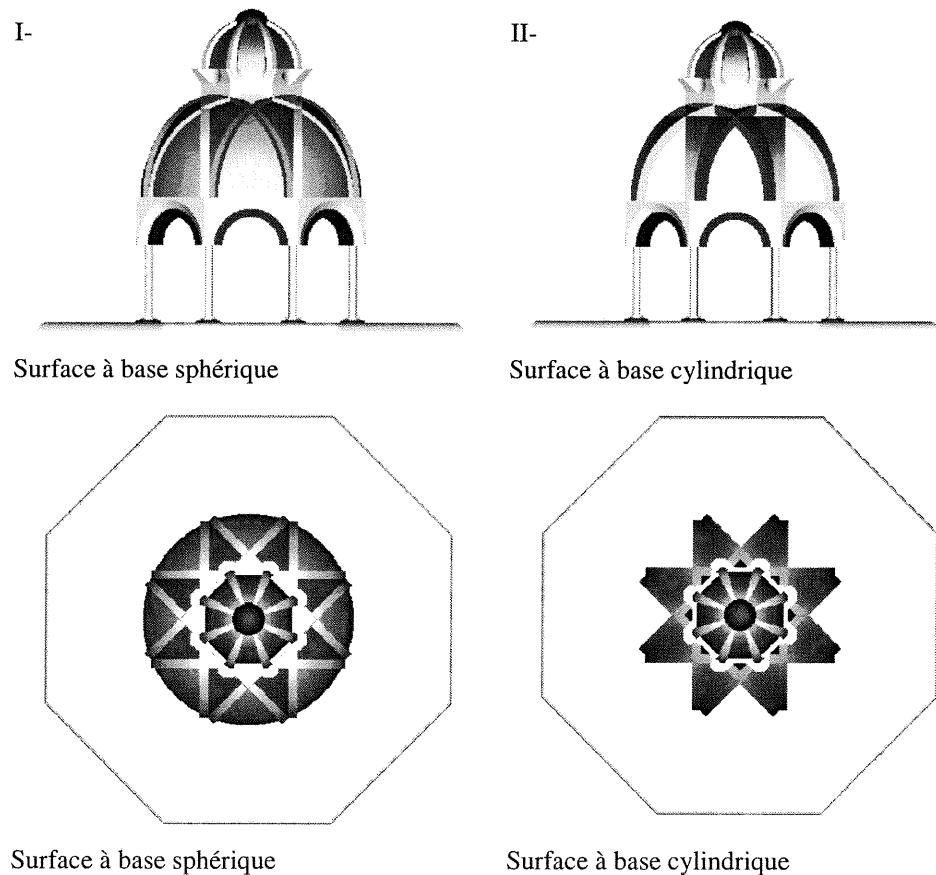 I-
II-
Surface à base sphérique
Surface à base cylindrique
Surface à base sphérique
Surface à base cylindrique